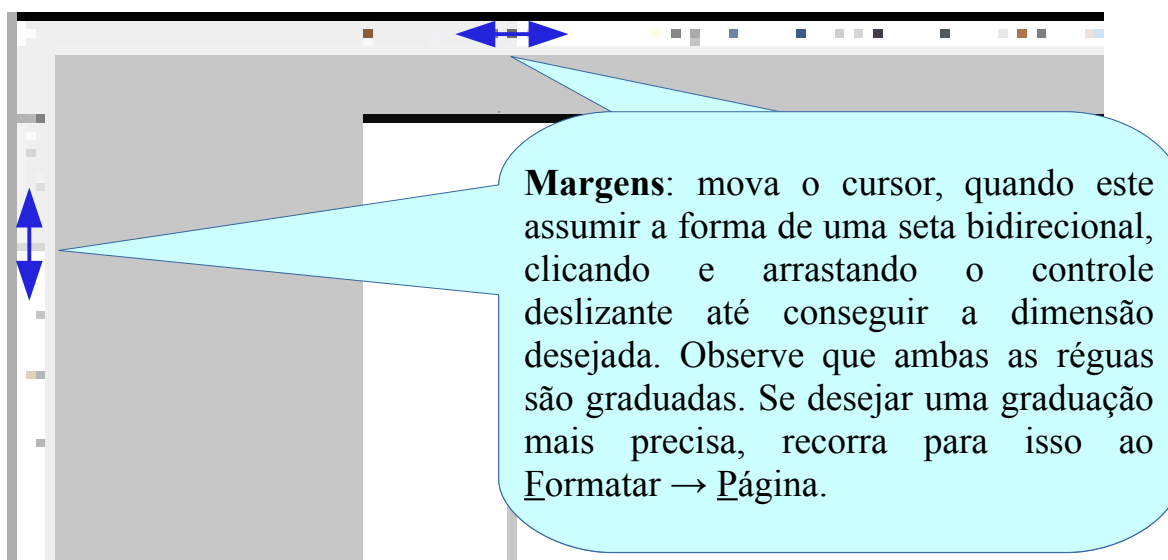 Margens: mova o cursor, quando este
assumir a forma de uma seta bidirecional,
clicando e arrastando o controle
deslizante até conseguir a dimensão
desejada. Observe que ambas as réguas
são graduadas. Se desejar uma graduação
mais precisa, recorra para isso ao
Formatar → Página.